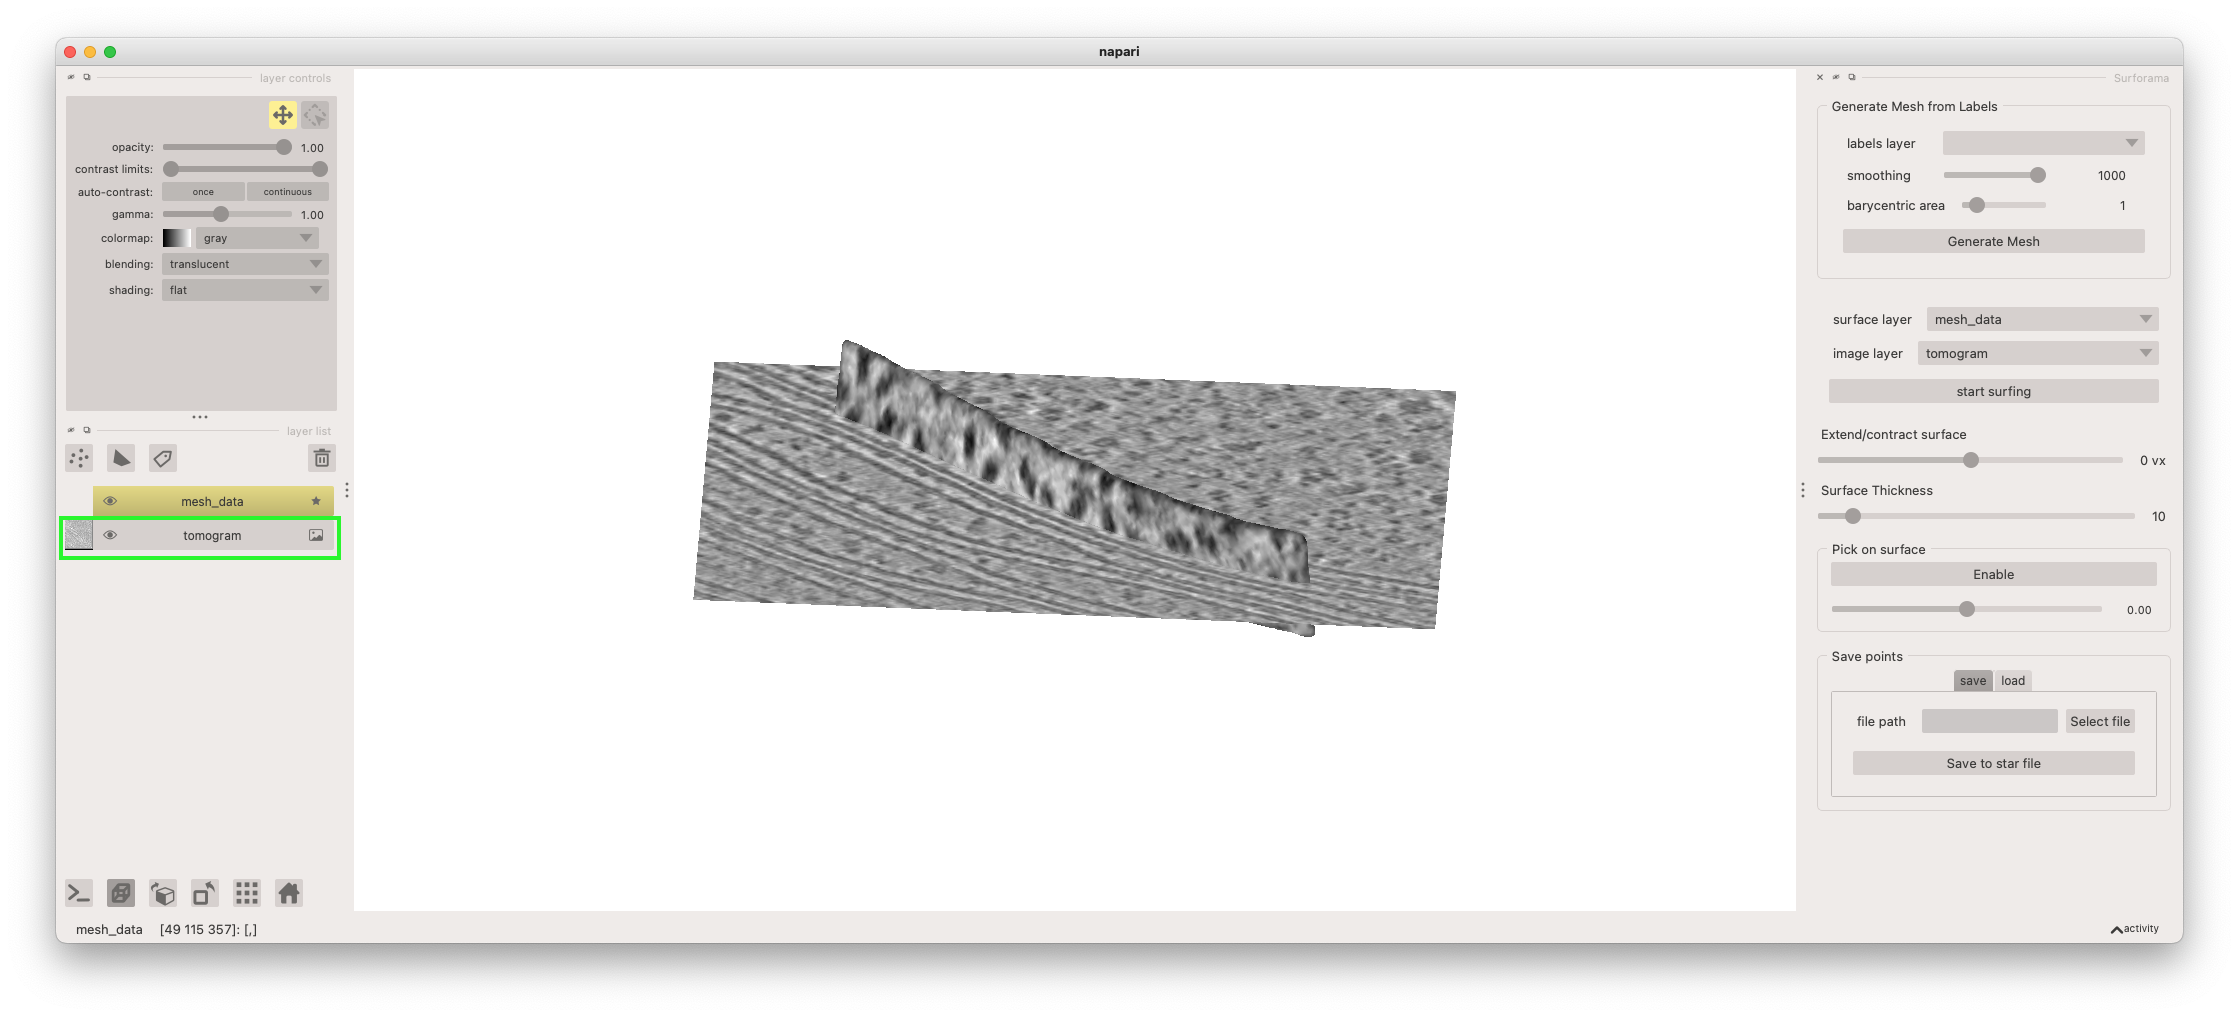 napari
layer controls
opacity: 1.00
contrast limits:
auto-contrast: once continuous
gamma: 1.00
colormap: gray
blending: translucent
shading: flat
layer list
mesh_data
tomogram
mesh_data [49 115 357]: [,]
Surforama
Generate Mesh from Labels
labels layer
smoothing 1000
barycentric area 1
Generate Mesh
surface layer mesh_data
image layer tomogram
start surfing
Extend/contract surface
0 vx
Surface Thickness
10
Pick on surface
Enable
0.00
Save points
save load
file path Select file
Save to star file
activity